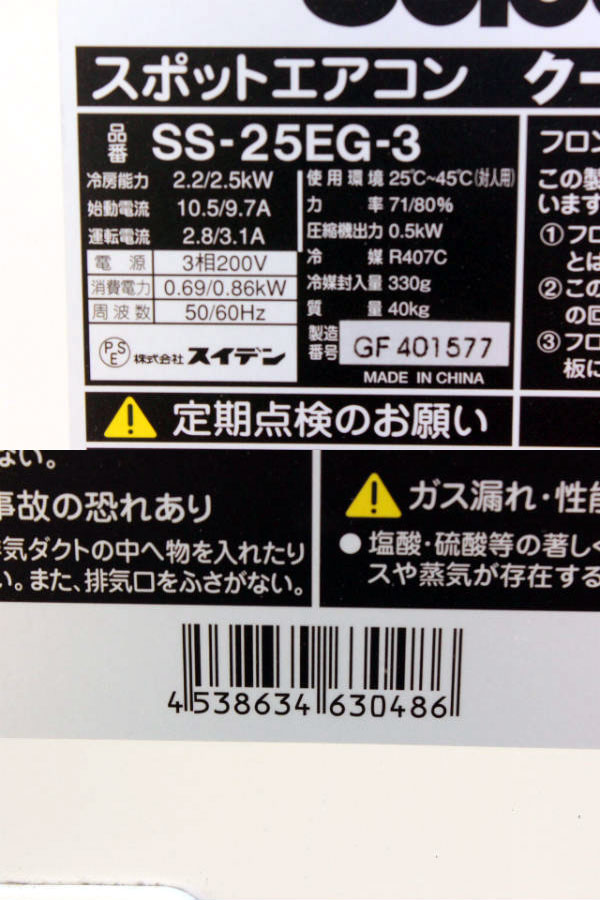 スポットエアコン クー
品番 SS-25EG-3
冷房能力 2.2/2.5kW
始動電流 10.5/9.7A
運転電流 2.8/3.1A
電源 3相200V
消費電力 0.69/0.86kW
周波数 50/60Hz
PSE 株式会社 スイデン
使用環境 25℃~45℃(対人用)
力率 71/80%
圧縮機出力 0.5kW
冷媒 R407C
冷媒封入量 330g
質量 40kg
製造番号 GF 401577
MADE IN CHINA
フロン
この製
います
①フロ
とは
②この
の回
③フロ
板に
定期点検のお願い
ない。
事故の恐れあり
気ダクトの中へ物を入れたり
い。また、排気口をふさがない。
ガス漏れ・性能
●塩酸・硫酸等の著しく
スや蒸気が存在する
4 538634 630486